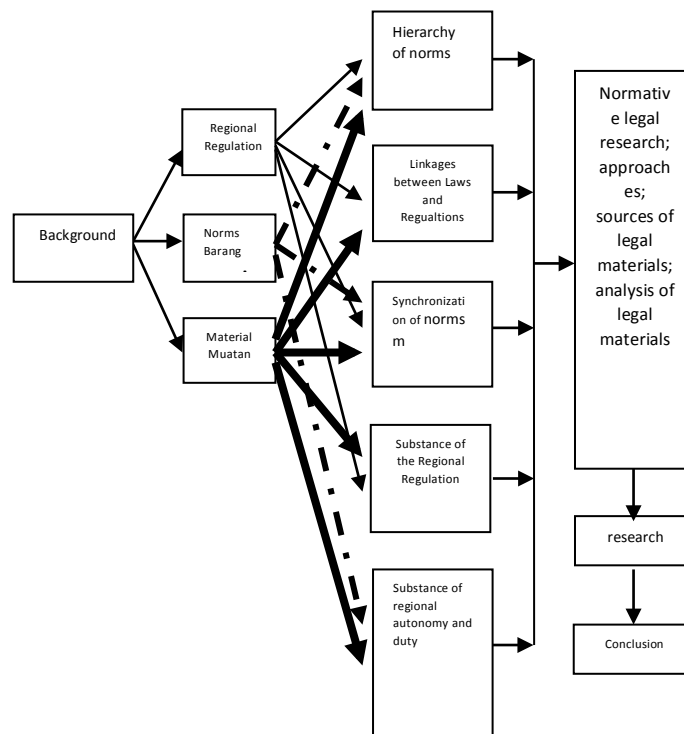 Background
Regional
Regulation
Norms
Barang
-
Material
Muatan
Hierarchy
of norms
Linkages
between Laws
and
Regualtions
Synchronizati
on of norms
m
Substance of
the Regional
Regulation
Substance of
regional
autonomy and
duty
Normativ
e legal
research;
approach
es;
sources of
legal
materials;
analysis of
legal
materials
research
Conclusion